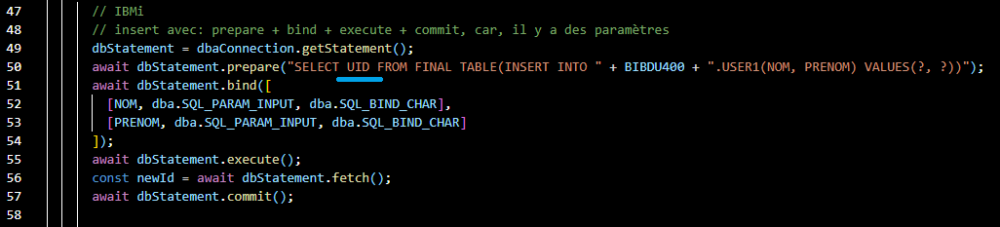 47 // IBMi
48 // insert avec: prepare + bind + execute + commit, car, il y a des paramètres
49 dbStatement = dbaConnection.getStatement();
50 await dbStatement.prepare("SELECT UID FROM FINAL TABLE(INSERT INTO " + BIBDU400 + ".USER1(NOM, PRENOM) VALUES(?, ?))");
51 await dbStatement.bind([
52 [NOM, dba.SQL_PARAM_INPUT, dba.SQL_BIND_CHAR],
53 [PRENOM, dba.SQL_PARAM_INPUT, dba.SQL_BIND_CHAR]
54 ]);
55 await dbStatement.execute();
56 const newId = await dbStatement.fetch();
57 await dbStatement.commit();
58